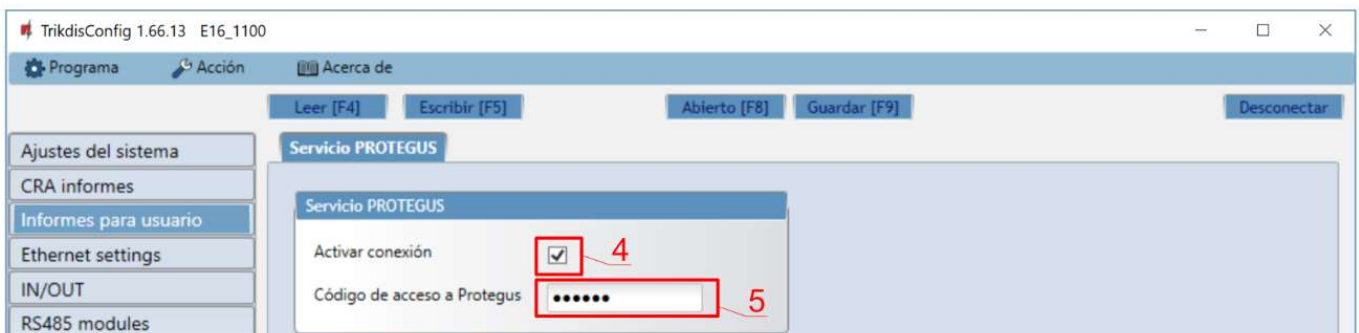 TrikdisConfig 1.66.13 E16_1100
Programa Acción Acerca de
Leer [F4] Escribir [F5] Abierto [F8] Guardar [F9] Desconectar
Ajustes del sistema
CRA informes
Informes para usuario
Ethernet settings
IN/OUT
RS485 modules
Servicio PROTEGUS
Servicio PROTEGUS
Activar conexión 4
Código de acceso a Protegus •••••• 5